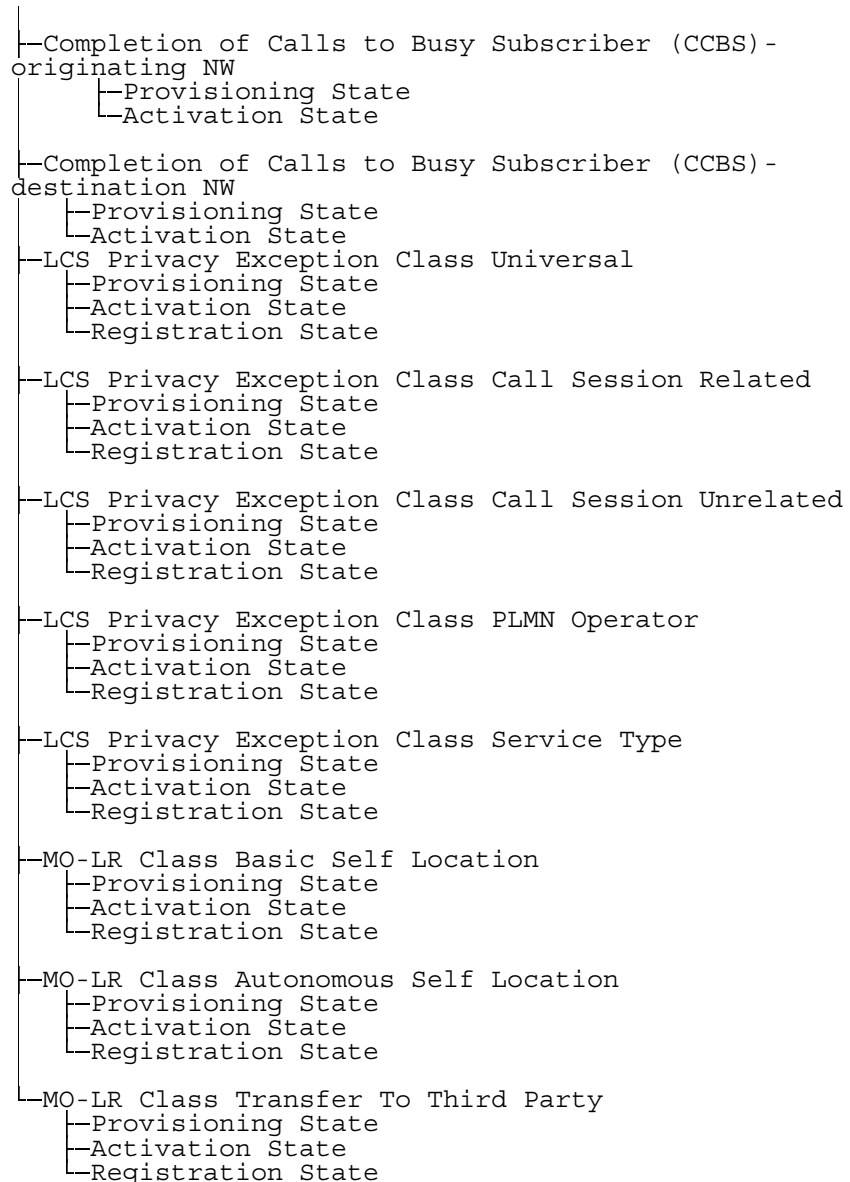 Completion of Calls to Busy Subscriber (CCBS)-
originating NW
Provisioning State
Activation State
Completion of Calls to Busy Subscriber (CCBS)-
destination NW
Provisioning State
Activation State
LCS Privacy Exception Class Universal
Provisioning State
Activation State
Registration State
LCS Privacy Exception Class Call Session Related
Provisioning State
Activation State
Registration State
LCS Privacy Exception Class Call Session Unrelated
Provisioning State
Activation State
Registration State
LCS Privacy Exception Class PLMN Operator
Provisioning State
Activation State
Registration State
LCS Privacy Exception Class Service Type
Provisioning State
Activation State
Registration State
MO-LR Class Basic Self Location
Provisioning State
Activation State
Registration State
MO-LR Class Autonomous Self Location
Provisioning State
Activation State
Registration State
MO-LR Class Transfer To Third Party
Provisioning State
Activation State
Registration State